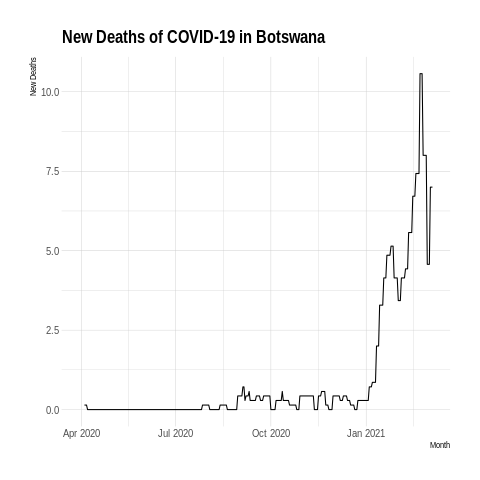 New Deaths of COVID-19 in Botswana
New Deaths
10.0
7.5
5.0
2.5
0.0
Apr 2020 Jul 2020 Oct 2020 Jan 2021
Month